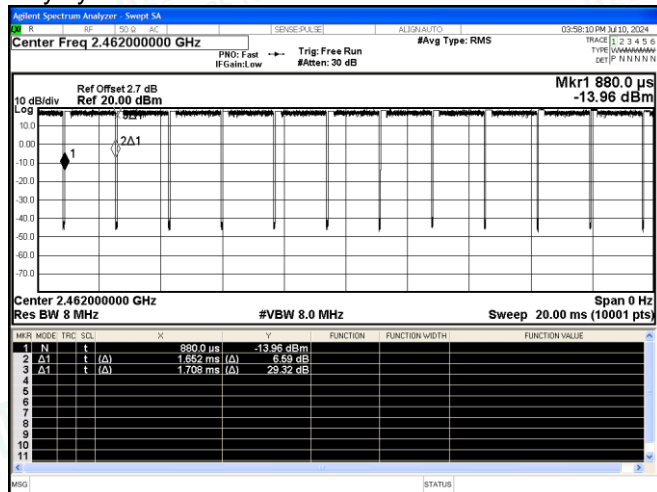 Agilent Spectrum Analyzer - Swept SA
R RF 50 Ω AC SENSE:PULSE ALIGNAUTO 03:58:10 PM Jul 10, 2024
Center Freq 2.462000000 GHz
PNO: Fast
IFGain:Low
Trig: Free Run
#Atten: 30 dB
#Avg Type: RMS
TRACE 1 2 3 4 5 6
TYPE
DET P N N N N N
Ref Offset 2.7 dB
Mkr1 880.0 µs
10 dB/div Ref 20.00 dBm -13.96 dBm
Log
10.0
0.00
-10.0
-20.0
-30.0
-40.0
-50.0
-60.0
-70.0
1
2Δ1
3Δ1
Center 2.462000000 GHz Span 0 Hz
Res BW 8 MHz #VBW 8.0 MHz Sweep 20.00 ms (10001 pts)
MKR MODE TRC SCL X Y FUNCTION FUNCTION WIDTH FUNCTION VALUE
1 N t 880.0 µs -13.96 dBm
2 Δ1 t (Δ) 1.652 ms (Δ) 6.59 dB
3 Δ1 t (Δ) 1.708 ms (Δ) 29.32 dB
4
5
6
7
8
9
10
11
MSG STATUS